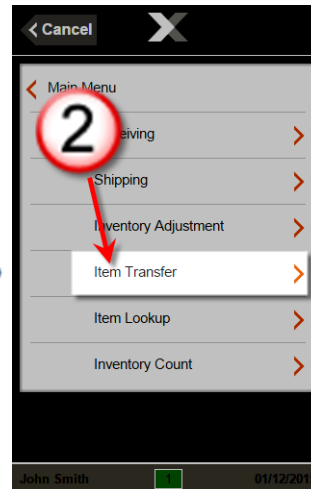 Cancel
Main Menu
2
eiving
Shipping
Inventory Adjustment
Item Transfer
Item Lookup
Inventory Count
John Smith
1
01/12/201